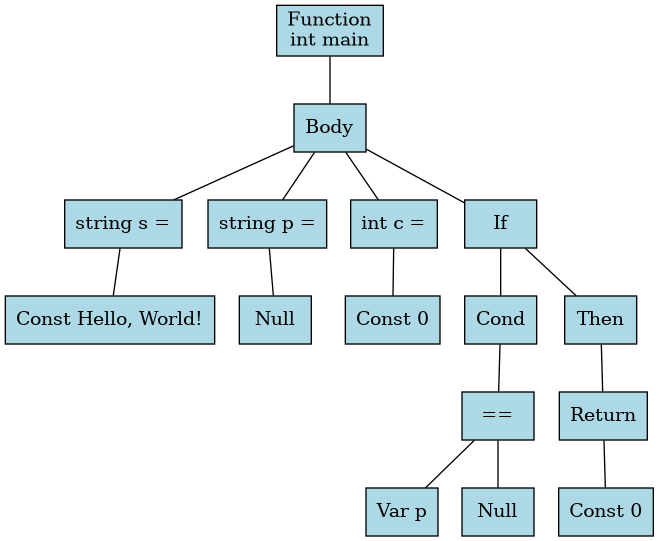 Function
int main
Body
string s =
string p =
int c =
If
Const Hello, World!
Null
Const 0
Cond
Then
==
Return
Var p
Null
Const 0